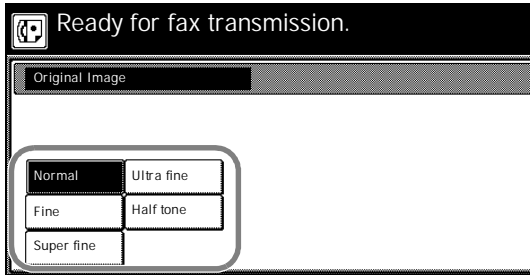 Ready for fax transmission.
Original Image
Normal Ultra fine
Fine Half tone
Super fine